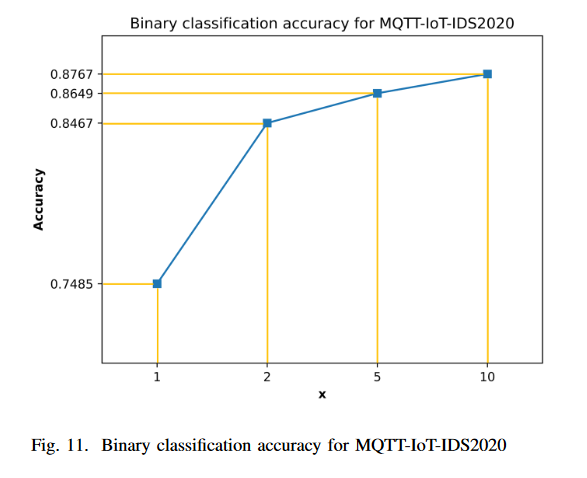 Binary classification accuracy for MQTT-IoT-IDS2020
0.8767
0.8649
0.8467
0.7485
Accuracy
1 2 5 10
x
Fig. 11. Binary classification accuracy for MQTT-IoT-IDS2020